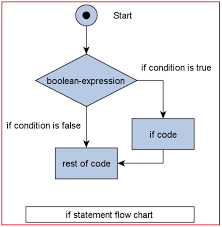 Start
if condition is true
boolean-expression
if condition is false
if code
rest of code
if statement flow chart